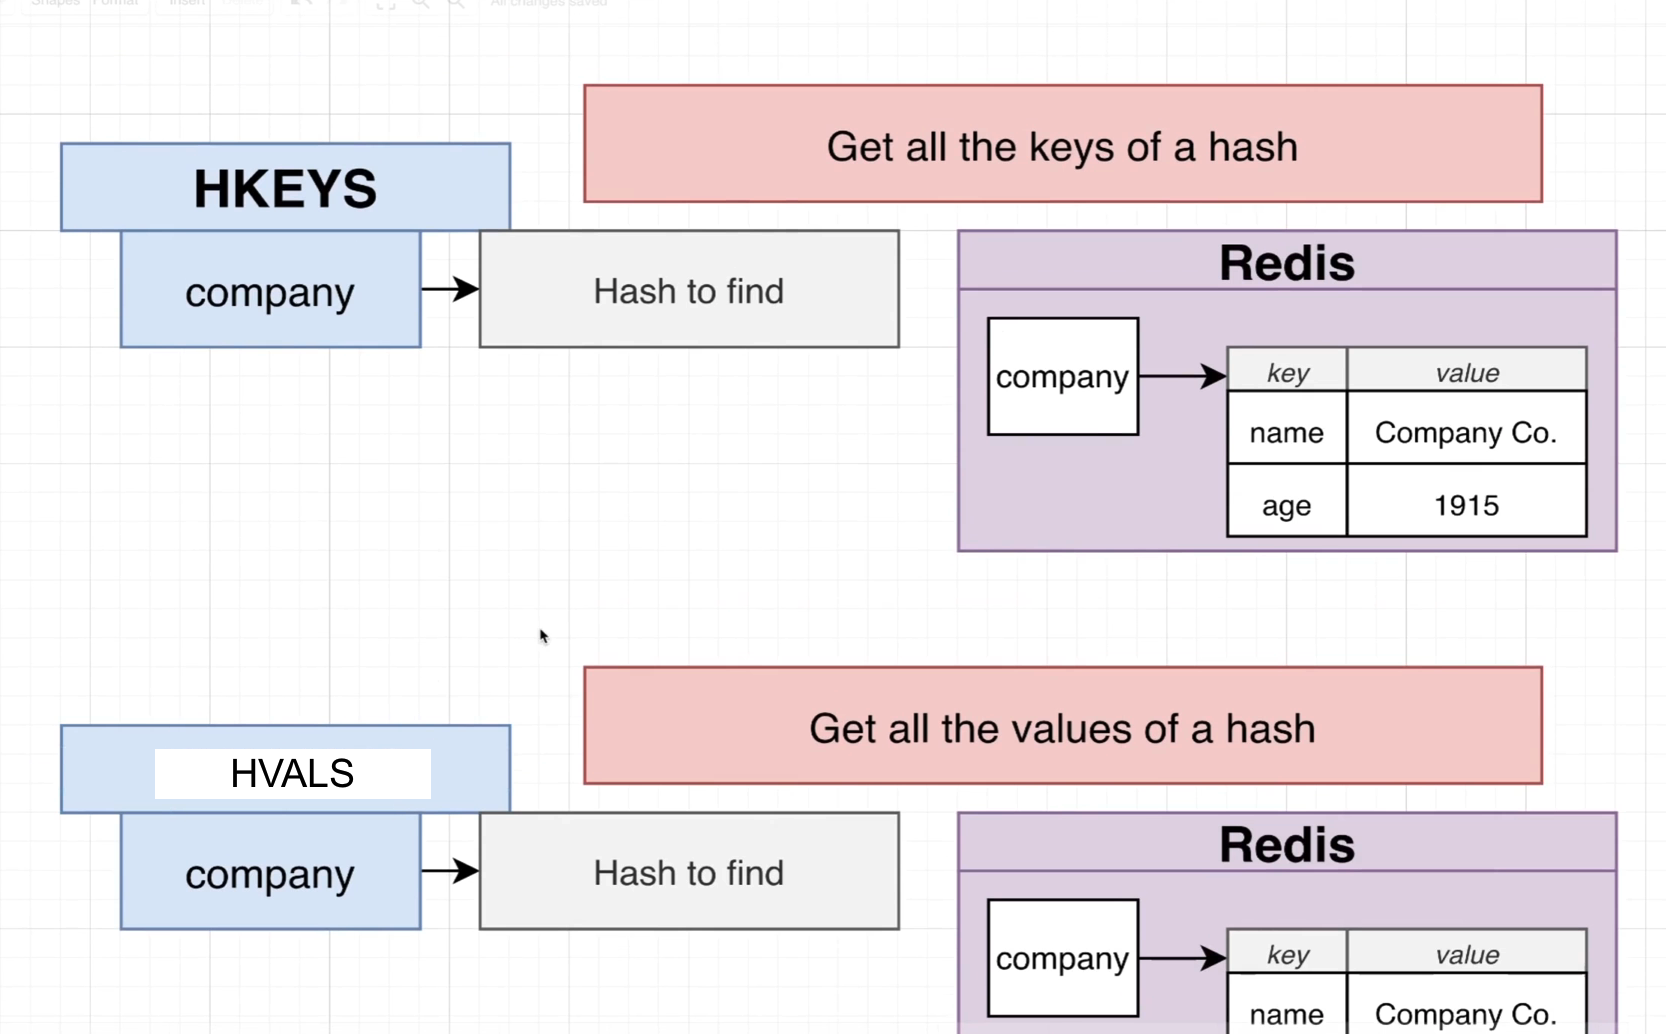 Shapes Format Insert Delete All changes saved
Get all the keys of a hash
HKEYS
company
Hash to find
Redis
company
key value
name Company Co.
age 1915
Get all the values of a hash
HVALS
company
Hash to find
Redis
company
key value
name Company Co.